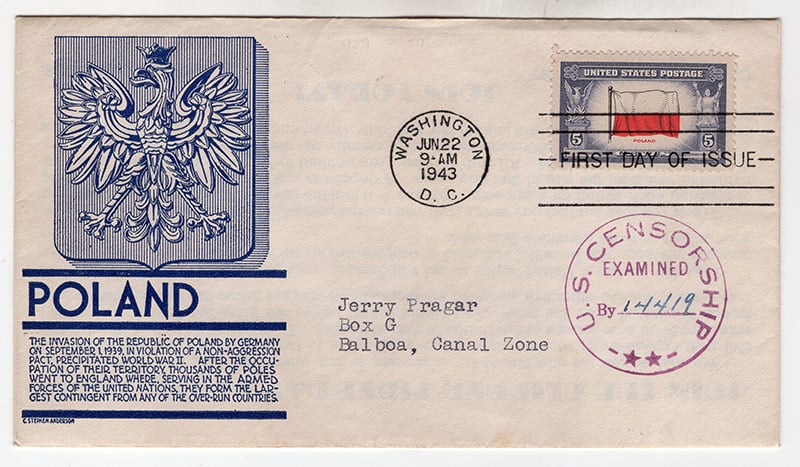 POLAND
THE INVASION OF THE REPUBLIC OF POLAND BY GERMANY
ON SEPTEMBER 1, 1939, IN VIOLATION OF A NON-AGGRESSION
PACT, PRECIPITATED WORLD WAR II. AFTER THE OCCU-
PATION OF THEIR TERRITORY, THOUSANDS OF POLES
WENT TO ENGLAND WHERE, SERVING IN THE ARMED
FORCES OF THE UNITED NATIONS, THEY FORM THE LAR-
GEST CONTINGENT FROM ANY OF THE OVER-RUN COUNTRIES.
C. STEPHEN ANDERSON
WASHINGTON
JUN 22
9-AM
1943
D. C.
UNITED STATES POSTAGE
5 5
POLAND
FIRST DAY OF ISSUE
U.S. CENSORSHIP
EXAMINED
By 14419
Jerry Pragar
Box G
Balboa, Canal Zone